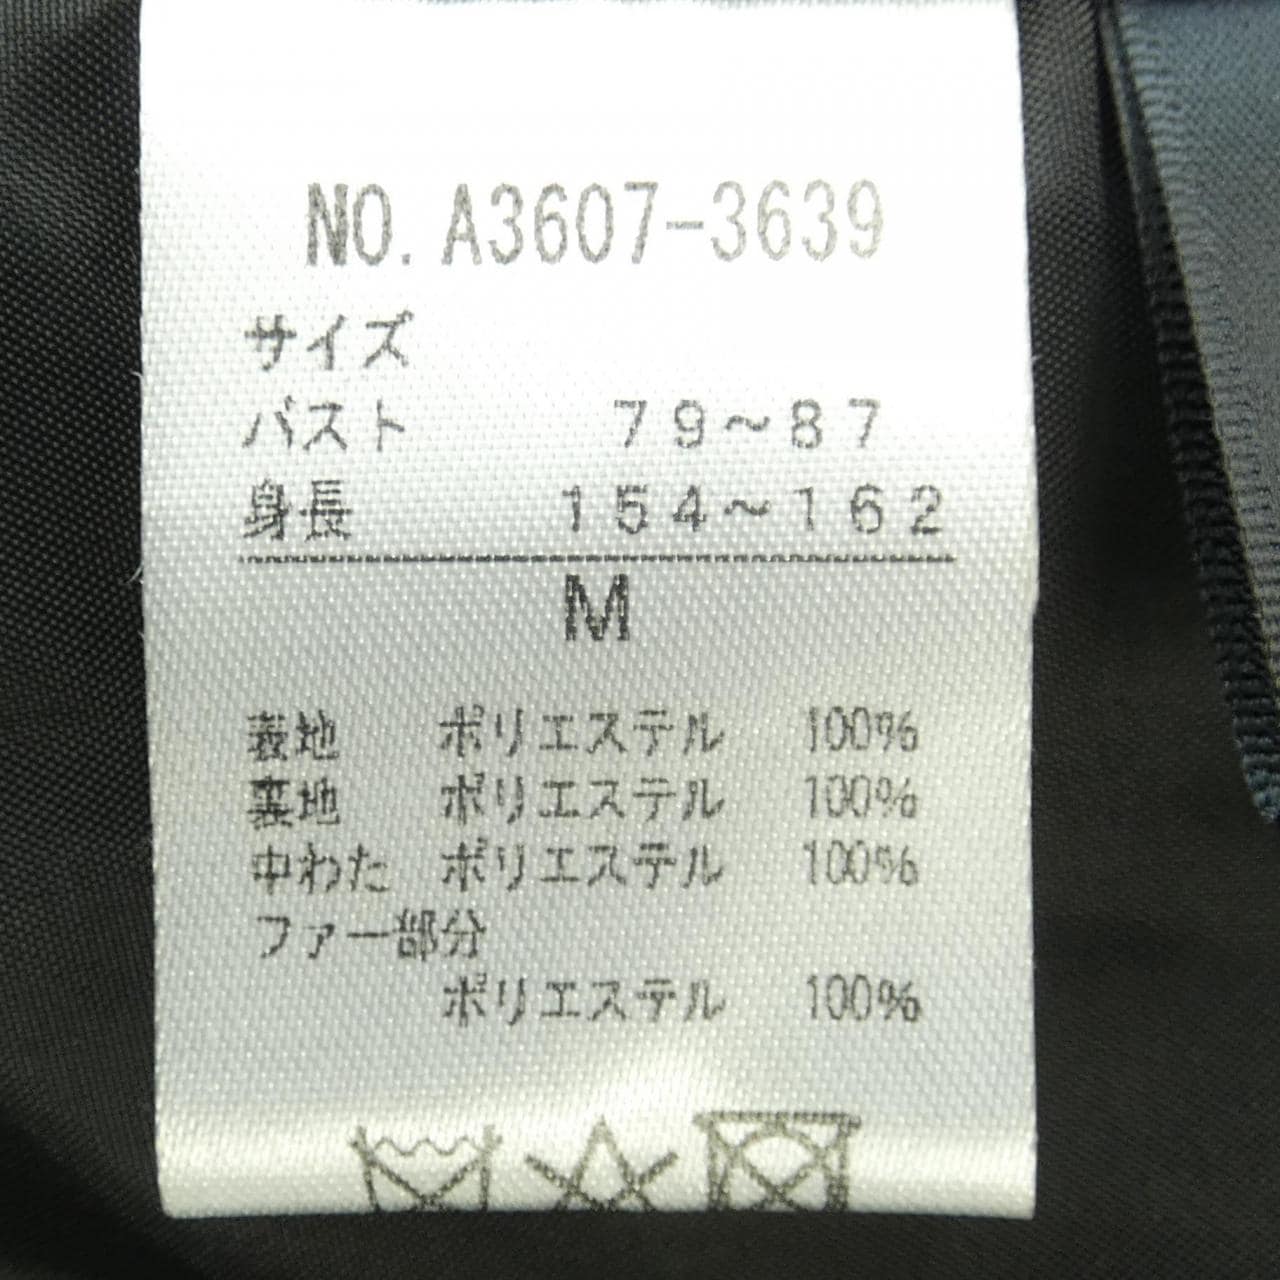 NO. A3607-3639
サイズ
バスト 79～87
身長 154～162
M
表地 ポリエステル 100%
裏地 ポリエステル 100%
中わた ポリエステル 100%
ファー部分
ポリエステル 100%